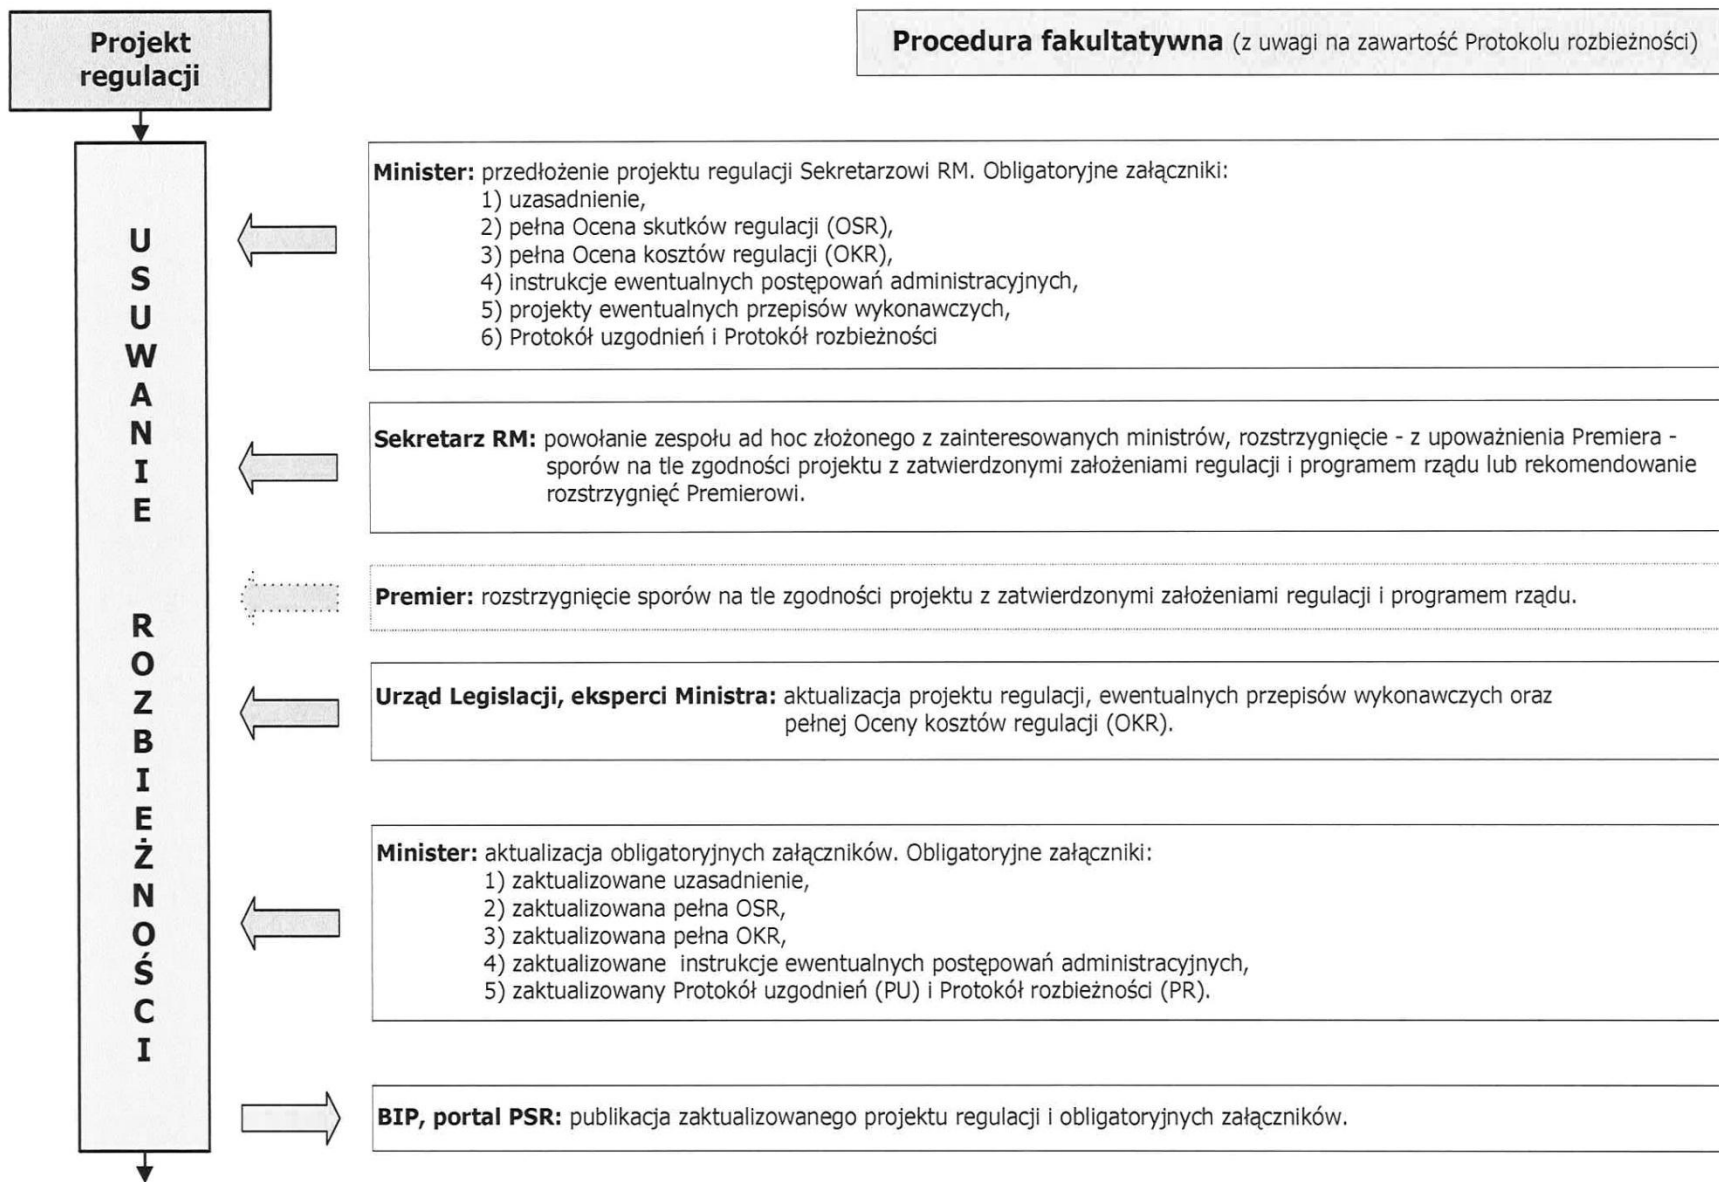 Projekt
regulacji
Procedura fakultatywna (z uwagi na zawartość Protokolu rozbieżności)
USUWANIE ROZBIEŻNOŚCI
Minister: przedłożenie projektu regulacji Sekretarzowi RM. Obligatoryjne załączniki:
1) uzasadnienie,
2) pełna Ocena skutków regulacji (OSR),
3) pełna Ocena kosztów regulacji (OKR),
4) instrukcje ewentualnych postępowań administracyjnych,
5) projekty ewentualnych przepisów wykonawczych,
6) Protokół uzgodnień i Protokół rozbieżności
Sekretarz RM: powołanie zespołu ad hoc złożonego z zainteresowanych ministrów, rozstrzygnięcie - z upoważnienia Premiera -
sporów na tle zgodności projektu z zatwierdzonymi założeniami regulacji i programem rządu lub rekomendowanie
rozstrzygnięć Premierowi.
Premier: rozstrzygnięcie sporów na tle zgodności projektu z zatwierdzonymi założeniami regulacji i programem rządu.
Urząd Legislacji, eksperci Ministra: aktualizacja projektu regulacji, ewentualnych przepisów wykonawczych oraz
pełnej Oceny kosztów regulacji (OKR).
Minister: aktualizacja obligatoryjnych załączników. Obligatoryjne załączniki:
1) zaktualizowane uzasadnienie,
2) zaktualizowana pełna OSR,
3) zaktualizowana pełna OKR,
4) zaktualizowane instrukcje ewentualnych postępowań administracyjnych,
5) zaktualizowany Protokół uzgodnień (PU) i Protokół rozbieżności (PR).
BIP, portal PSR: publikacja zaktualizowanego projektu regulacji i obligatoryjnych załączników.